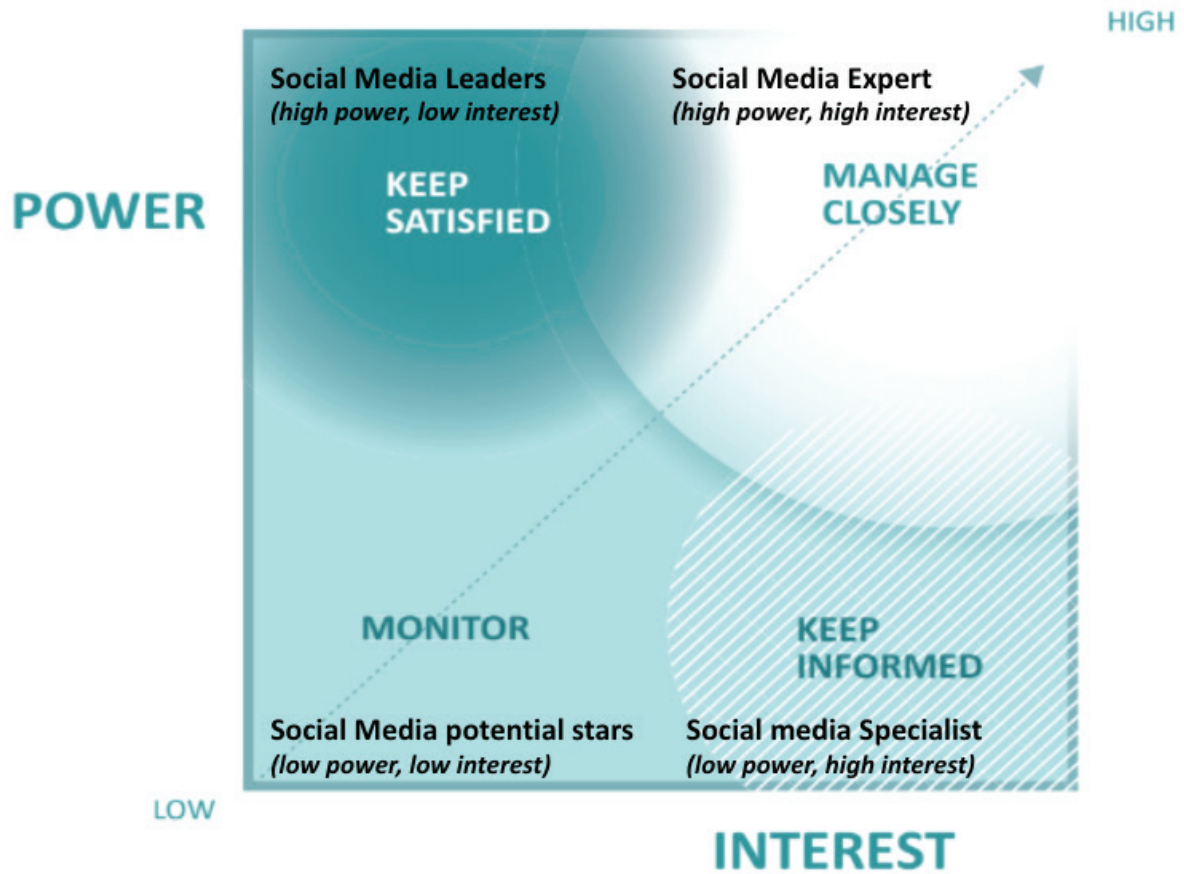 HIGH
Social Media Leaders
(high power, low interest)
Social Media Expert
(high power, high interest)
KEEP
SATISFIED
MANAGE
CLOSELY
POWER
MONITOR
KEEP
INFORMED
Social Media potential stars
(low power, low interest)
Social media Specialist
(low power, high interest)
LOW
INTEREST